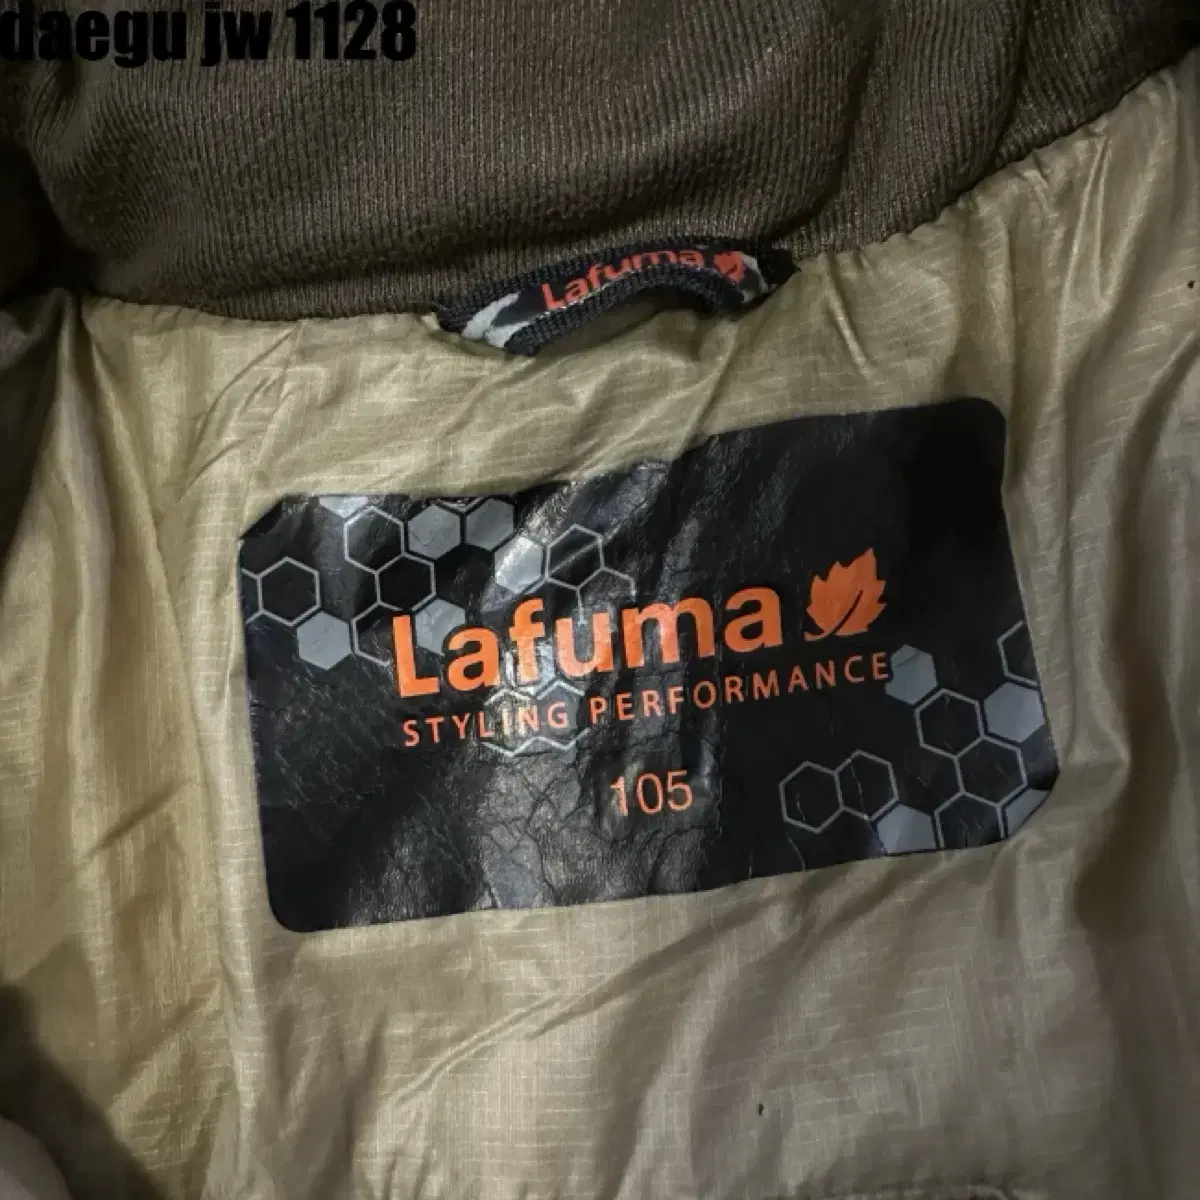 daegu jw 1128
Lafuma
Lafuma
STYLING PERFORMANCE
105